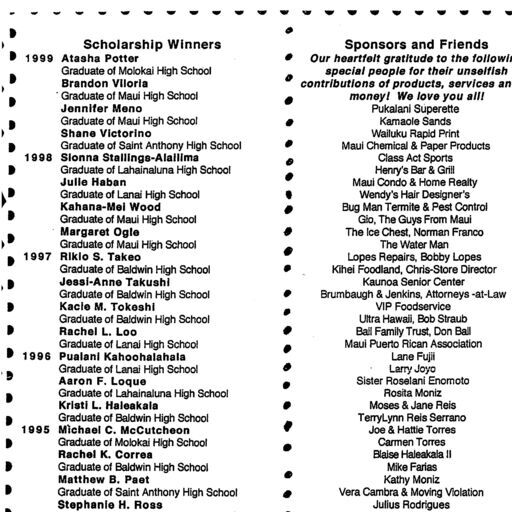 Scholarship Winners
1999 Atasha Potter
Graduate of Molokai High School
Brandon Viloria
Graduate of Maui High School
Jennifer Meno
Graduate of Maui High School
Shane Victorino
Graduate of Saint Anthony High School
1998 Sionna Stallings-Alailima
Graduate of Lahainaluna High School
Julie Haban
Graduate of Lanai High School
Kahana-Mei Wood
Graduate of Maui High School
Margaret Ogle
Graduate of Maui High School
1997 Rikio S. Takeo
Graduate of Baldwin High School
Jessi-Anne Takushi
Graduate of Baldwin High School
Kacie M. Tokeshi
Graduate of Baldwin High School
Rachel L. Loo
Graduate of Lanai High School
1996 Pualani Kahoohalahala
Graduate of Lanai High School
Aaron F. Loque
Graduate of Lahainaluna High School
Kristi L. Haleakala
Graduate of Baldwin High School
1995 Michael C. McCutcheon
Graduate of Molokai High School
Rachel K. Correa
Graduate of Baldwin High School
Matthew B. Paet
Graduate of Saint Anthony High School
Stephanie H. Ross
Sponsors and Friends
Our heartfelt gratitude to the followin
special people for their unselfish
contributions of products, services an
money! We love you all!
Pukalani Superette
Kamaole Sands
Wailuku Rapid Print
Maui Chemical & Paper Products
Class Act Sports
Henry's Bar & Grill
Maui Condo & Home Realty
Wendy's Hair Designer's
Bug Man Termite & Pest Control
Glo, The Guys From Maui
The Ice Chest, Norman Franco
The Water Man
Lopes Repairs, Bobby Lopes
Kihei Foodland, Chris-Store Director
Kaunoa Senior Center
Brumbaugh & Jenkins, Attorneys -at-Law
VIP Foodservice
Ultra Hawaii, Bob Straub
Ball Family Trust, Don Ball
Maui Puerto Rican Association
Lane Fujii
Larry Joyo
Sister Roselani Enomoto
Rosita Moniz
Moses & Jane Reis
TerryLynn Reis Serrano
Joe & Hattie Torres
Carmen Torres
Blaise Haleakala II
Mike Farias
Kathy Moniz
Vera Cambra & Moving Violation
Julius Rodrigues